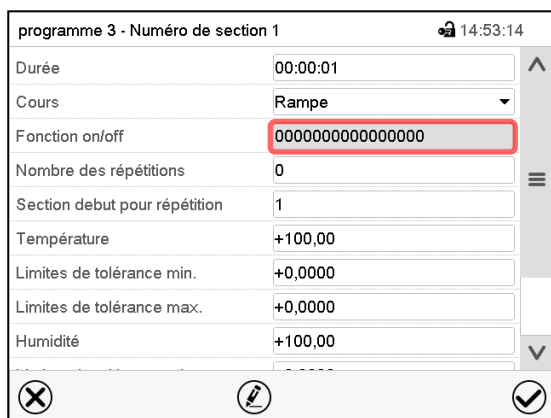 programme 3 - Numéro de section 1 14:53:14
Durée 00:00:01
Cours Rampe
Fonction on/off 0000000000000000
Nombre des répétitions 0
Section debut pour répétition 1
Température +100,00
Limites de tolérance min. +0,0000
Limites de tolérance max. +0,0000
Humidité +100,00